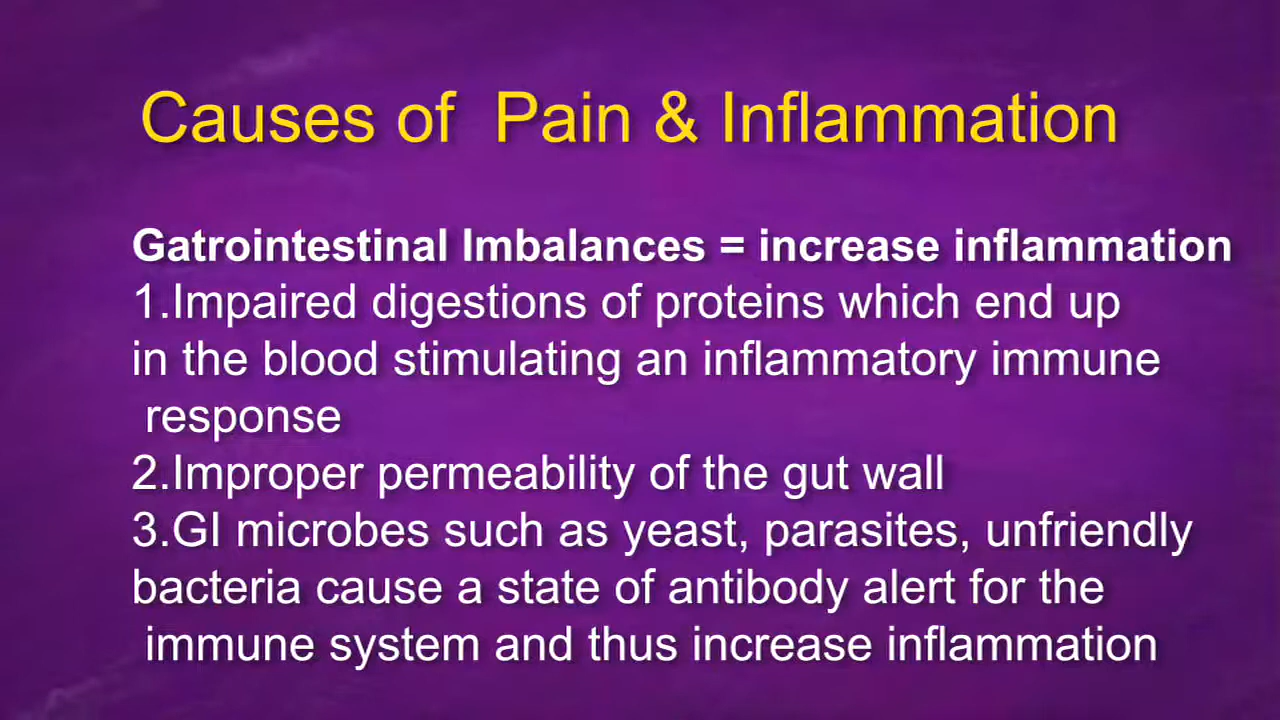 Causes of  Pain & Inflammation
Gatrointestinal Imbalances = increase inflammation
1.Impaired digestions of proteins which end up
in the blood stimulating an inflammatory immune
response
2.Improper permeability of the gut wall
3.GI microbes such as yeast, parasites, unfriendly
bacteria cause a state of antibody alert for the
immune system and thus increase inflammation